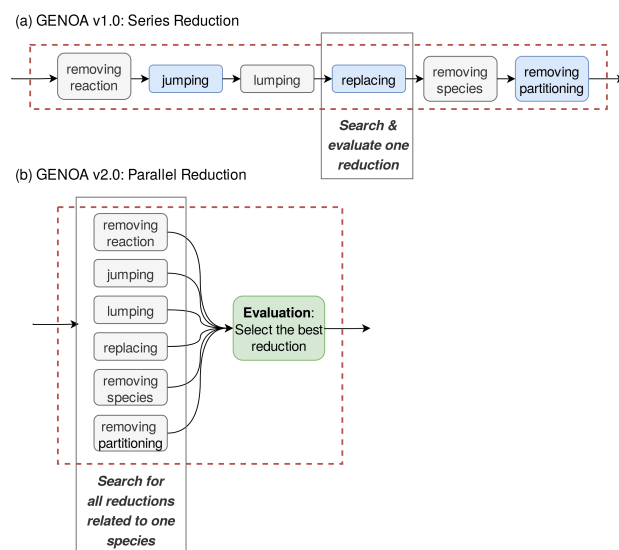 (a) GENOA v1.0: Series Reduction
removing
reaction
jumping
lumping
replacing
removing
species
removing
partitioning
Search &
evaluate one
reduction
(b) GENOA v2.0: Parallel Reduction
removing
reaction
jumping
lumping
replacing
removing
species
removing
partitioning
Evaluation:
Select the best
reduction
Search for
all reductions
related to one
species